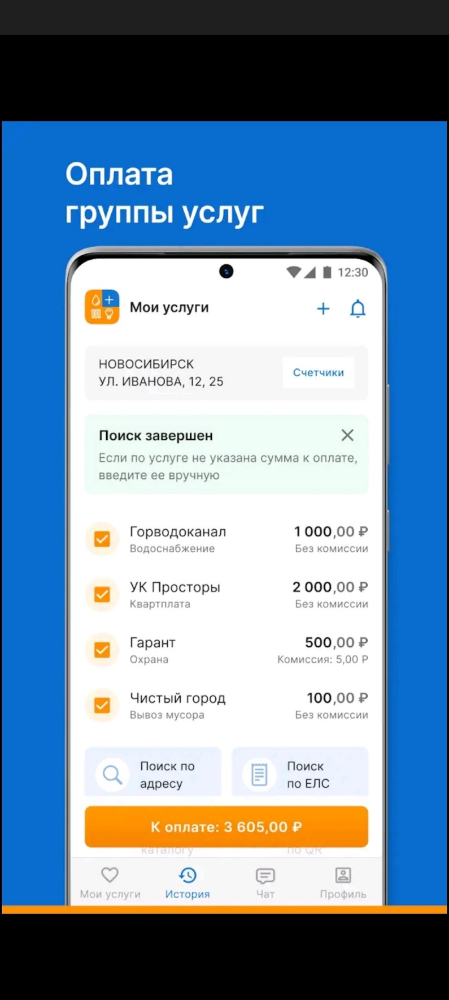 Оплата
группы услуг
12:30
Мои услуги
НОВОСИБИРСК
УЛ. ИВАНОВА, 12, 25
Счетчики
Поиск завершен
Если по услуге не указана сумма к оплате,
введите ее вручную
Горводоканал
1 000,00 ₽
Водоснабжение
Без комиссии
УК Просторы
2 000,00 ₽
Квартплата
Без комиссии
Гарант
500,00 ₽
Охрана
Комиссия: 5,00 Р
Чистый город
100,00 ₽
Вывоз мусора
Без комиссии
Поиск по
адресу
Поиск
по ЕЛС
К оплате: 3 605,00 ₽
каталогу
по QR
Мои услуги
История
Чат
Профиль